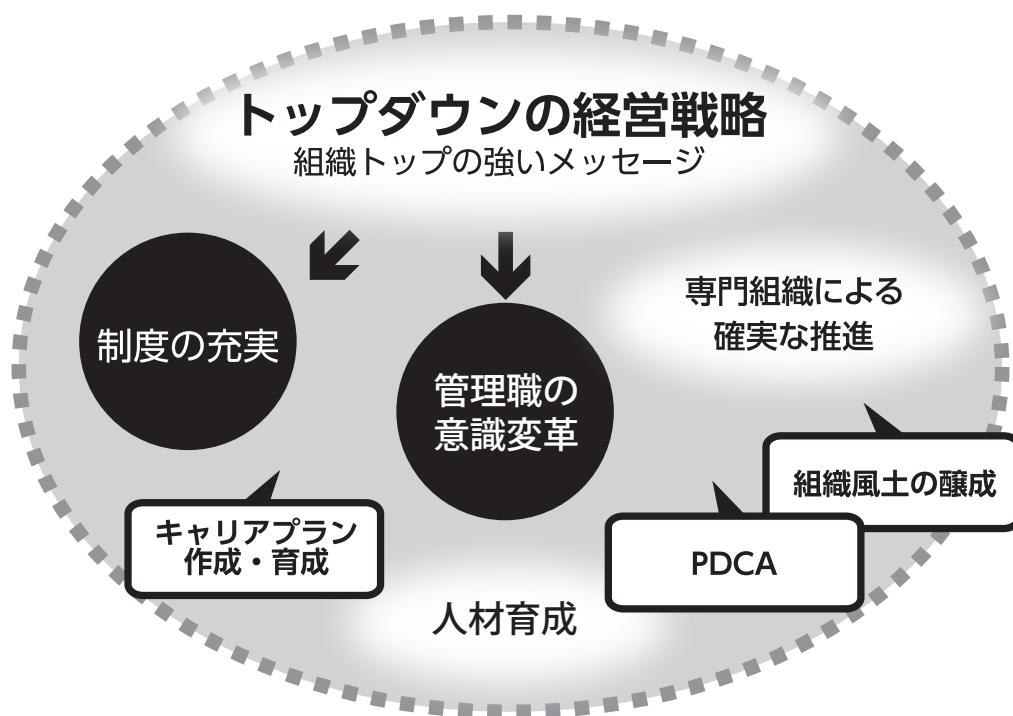 トップダウンの経営戦略
組織トップの強いメッセージ
制度の充実
管理職の
意識変革
専門組織による
確実な推進
組織風土の醸成
キャリアプラン
作成・育成
PDCA
人材育成